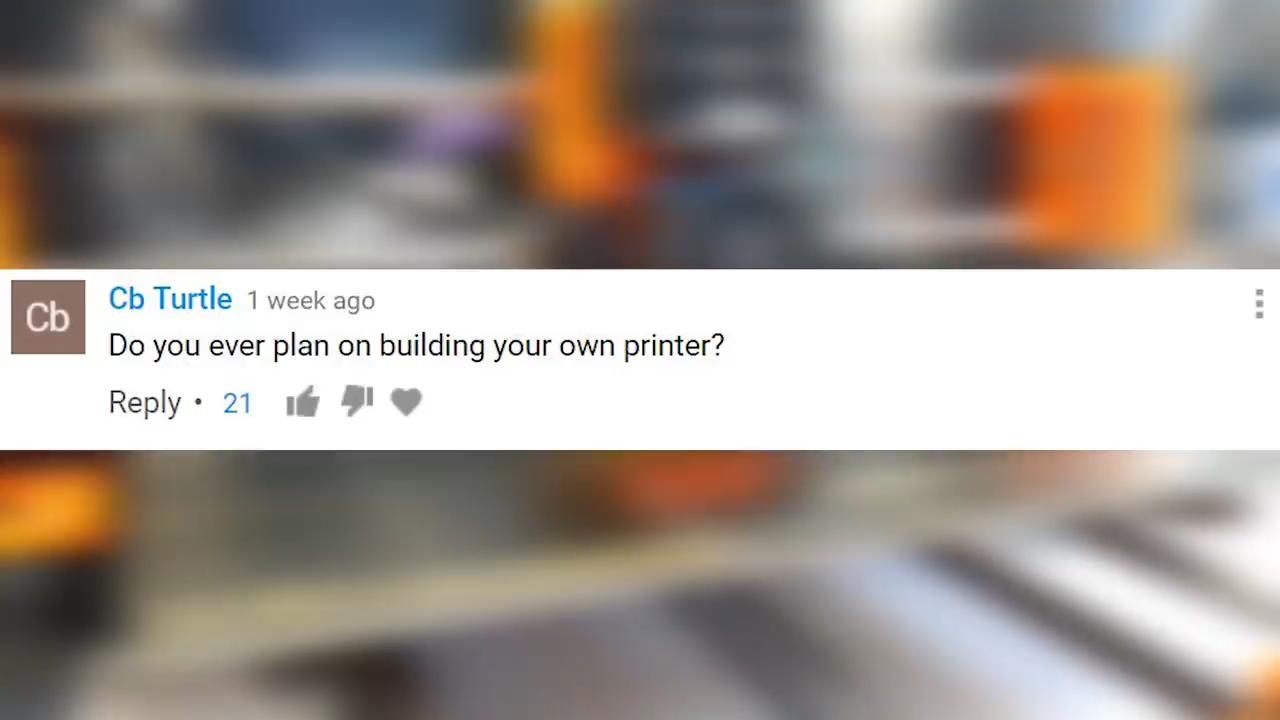 Cb
Cb Turtle 1 week ago
Do you ever plan on building your own printer?
Reply • 21